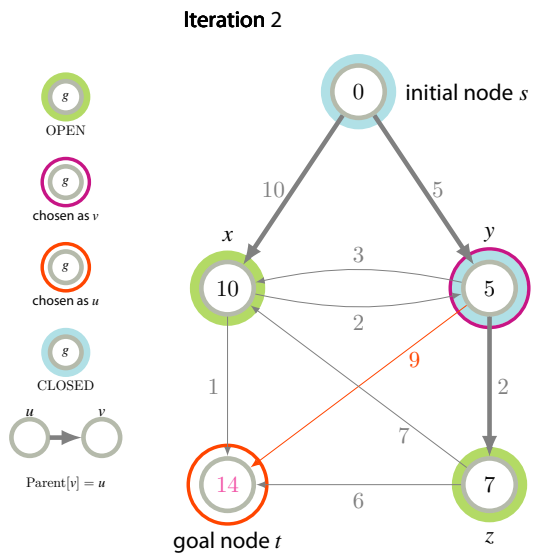 Iteration 2
g
OPEN
g
chosen as v
g
chosen as u
g
CLOSED
u v
Parent[v] = u
0
initial node s
10
5
x
y
3
10
5
2
1
9
2
7
14
6
7
goal node t
z